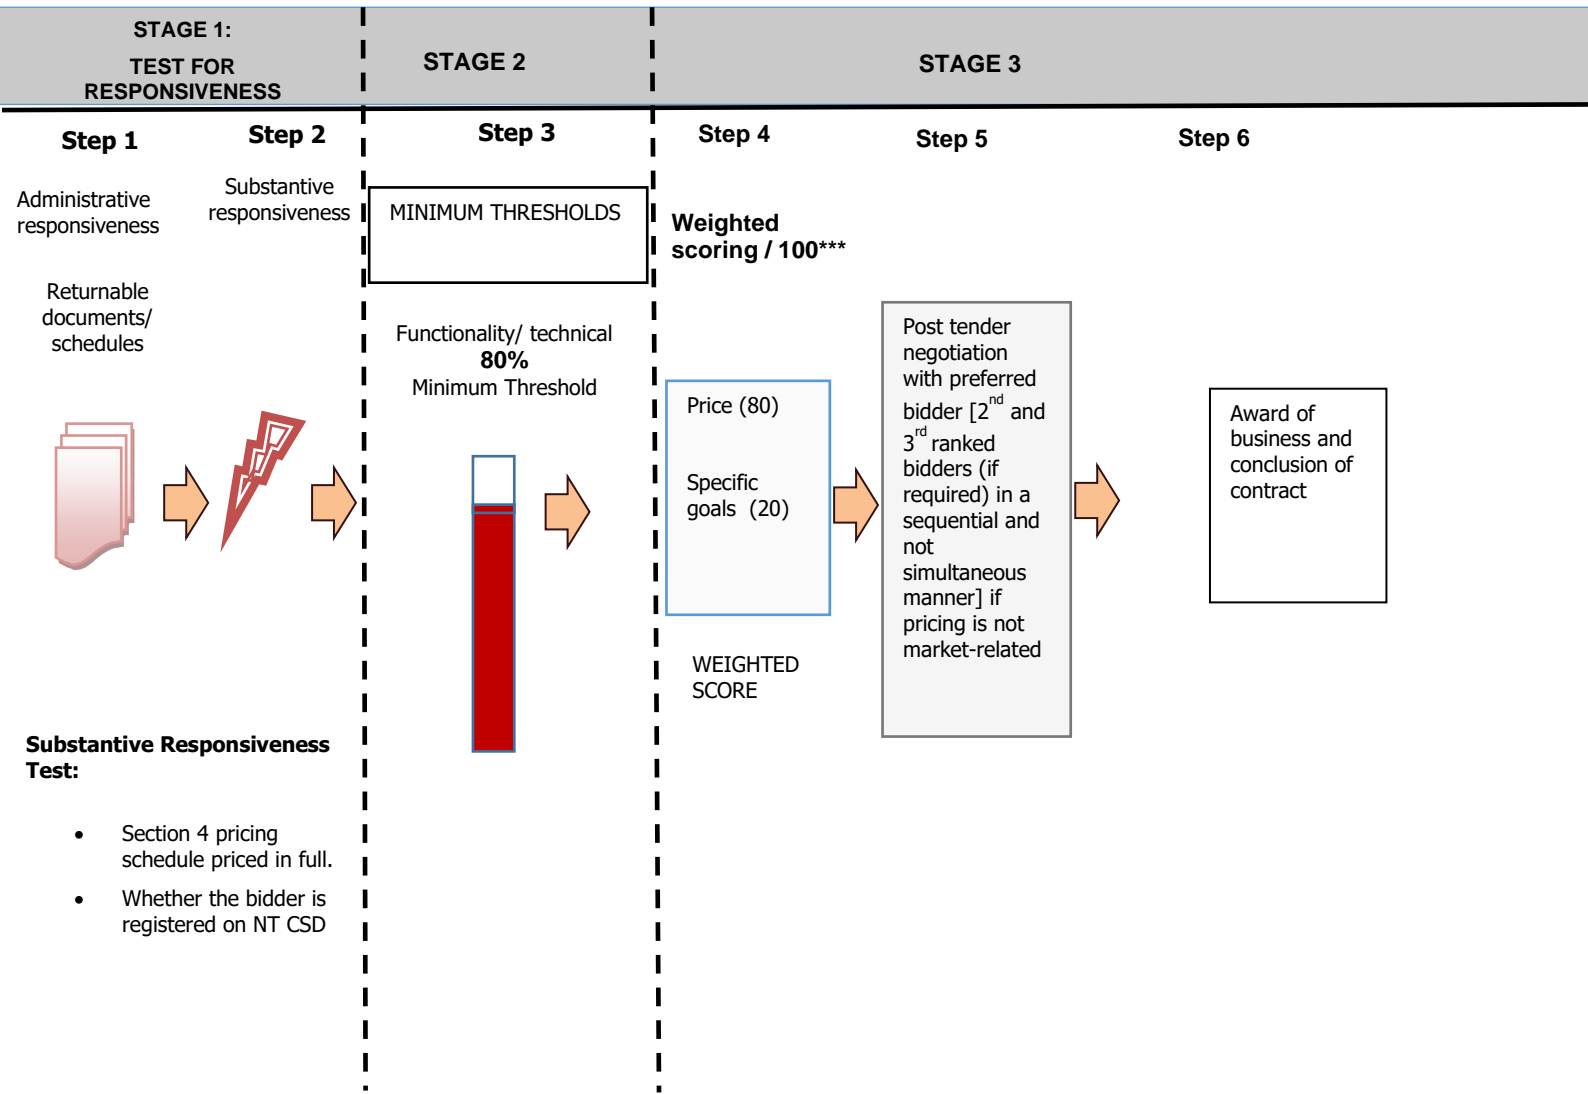 STAGE 1:
TEST FOR
RESPONSIVENESS
STAGE 2
STAGE 3
Step 1
Step 2
Step 3
Step 4
Step 5
Step 6
Administrative
responsiveness
Returnable
documents/
schedules
Substantive
responsiveness
MINIMUM THRESHOLDS
Functionality/ technical
80%
Minimum Threshold
Weighted
scoring / 100***
Price (80)
Specific
goals (20)
WEIGHTED
SCORE
Post tender
negotiation
with preferred
bidder [2nd and
3rd ranked
bidders (if
required) in a
sequential and
not
simultaneous
manner] if
pricing is not
market-related
Award of
business and
conclusion of
contract
Substantive Responsiveness
Test:
• Section 4 pricing
schedule priced in full.
• Whether the bidder is
registered on NT CSD